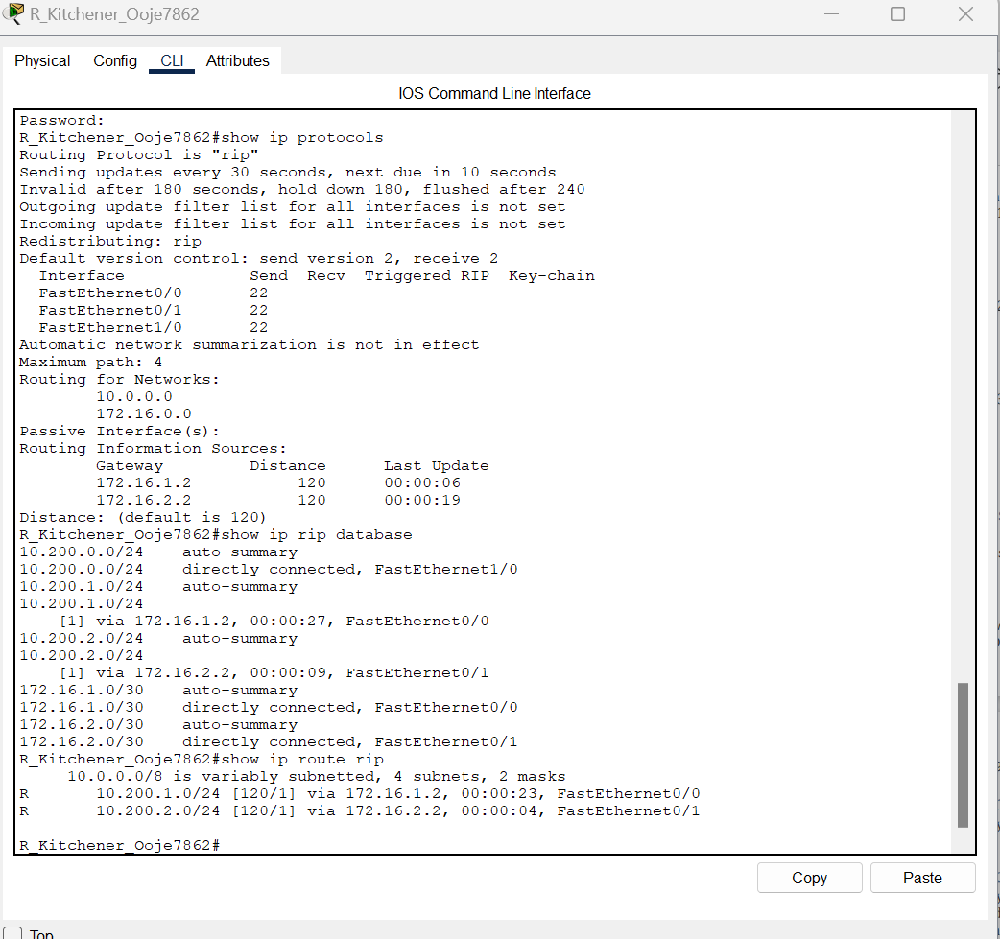 R_Kitchener_Ooje7862
Physical Config CLI Attributes
IOS Command Line Interface
Password:
R_Kitchener_Ooje7862#show ip protocols
Routing Protocol is "rip"
Sending updates every 30 seconds, next due in 10 seconds
Invalid after 180 seconds, hold down 180, flushed after 240
Outgoing update filter list for all interfaces is not set
Incoming update filter list for all interfaces is not set
Redistributing: rip
Default version control: send version 2, receive 2
  Interface             Send  Recv  Triggered RIP  Key-chain
  FastEthernet0/0       22
  FastEthernet0/1       22
  FastEthernet1/0       22
Automatic network summarization is not in effect
Maximum path: 4
Routing for Networks:
        10.0.0.0
        172.16.0.0
Passive Interface(s):
Routing Information Sources:
        Gateway         Distance      Last Update
        172.16.1.2           120      00:00:06
        172.16.2.2           120      00:00:19
Distance: (default is 120)
R_Kitchener_Ooje7862#show ip rip database
10.200.0.0/24    auto-summary
10.200.0.0/24    directly connected, FastEthernet1/0
10.200.1.0/24    auto-summary
10.200.1.0/24
    [1] via 172.16.1.2, 00:00:27, FastEthernet0/0
10.200.2.0/24    auto-summary
10.200.2.0/24
    [1] via 172.16.2.2, 00:00:09, FastEthernet0/1
172.16.1.0/30    auto-summary
172.16.1.0/30    directly connected, FastEthernet0/0
172.16.2.0/30    auto-summary
172.16.2.0/30    directly connected, FastEthernet0/1
R_Kitchener_Ooje7862#show ip route rip
     10.0.0.0/8 is variably subnetted, 4 subnets, 2 masks
R       10.200.1.0/24 [120/1] via 172.16.1.2, 00:00:23, FastEthernet0/0
R       10.200.2.0/24 [120/1] via 172.16.2.2, 00:00:04, FastEthernet0/1
R_Kitchener_Ooje7862#
Copy Paste
Top